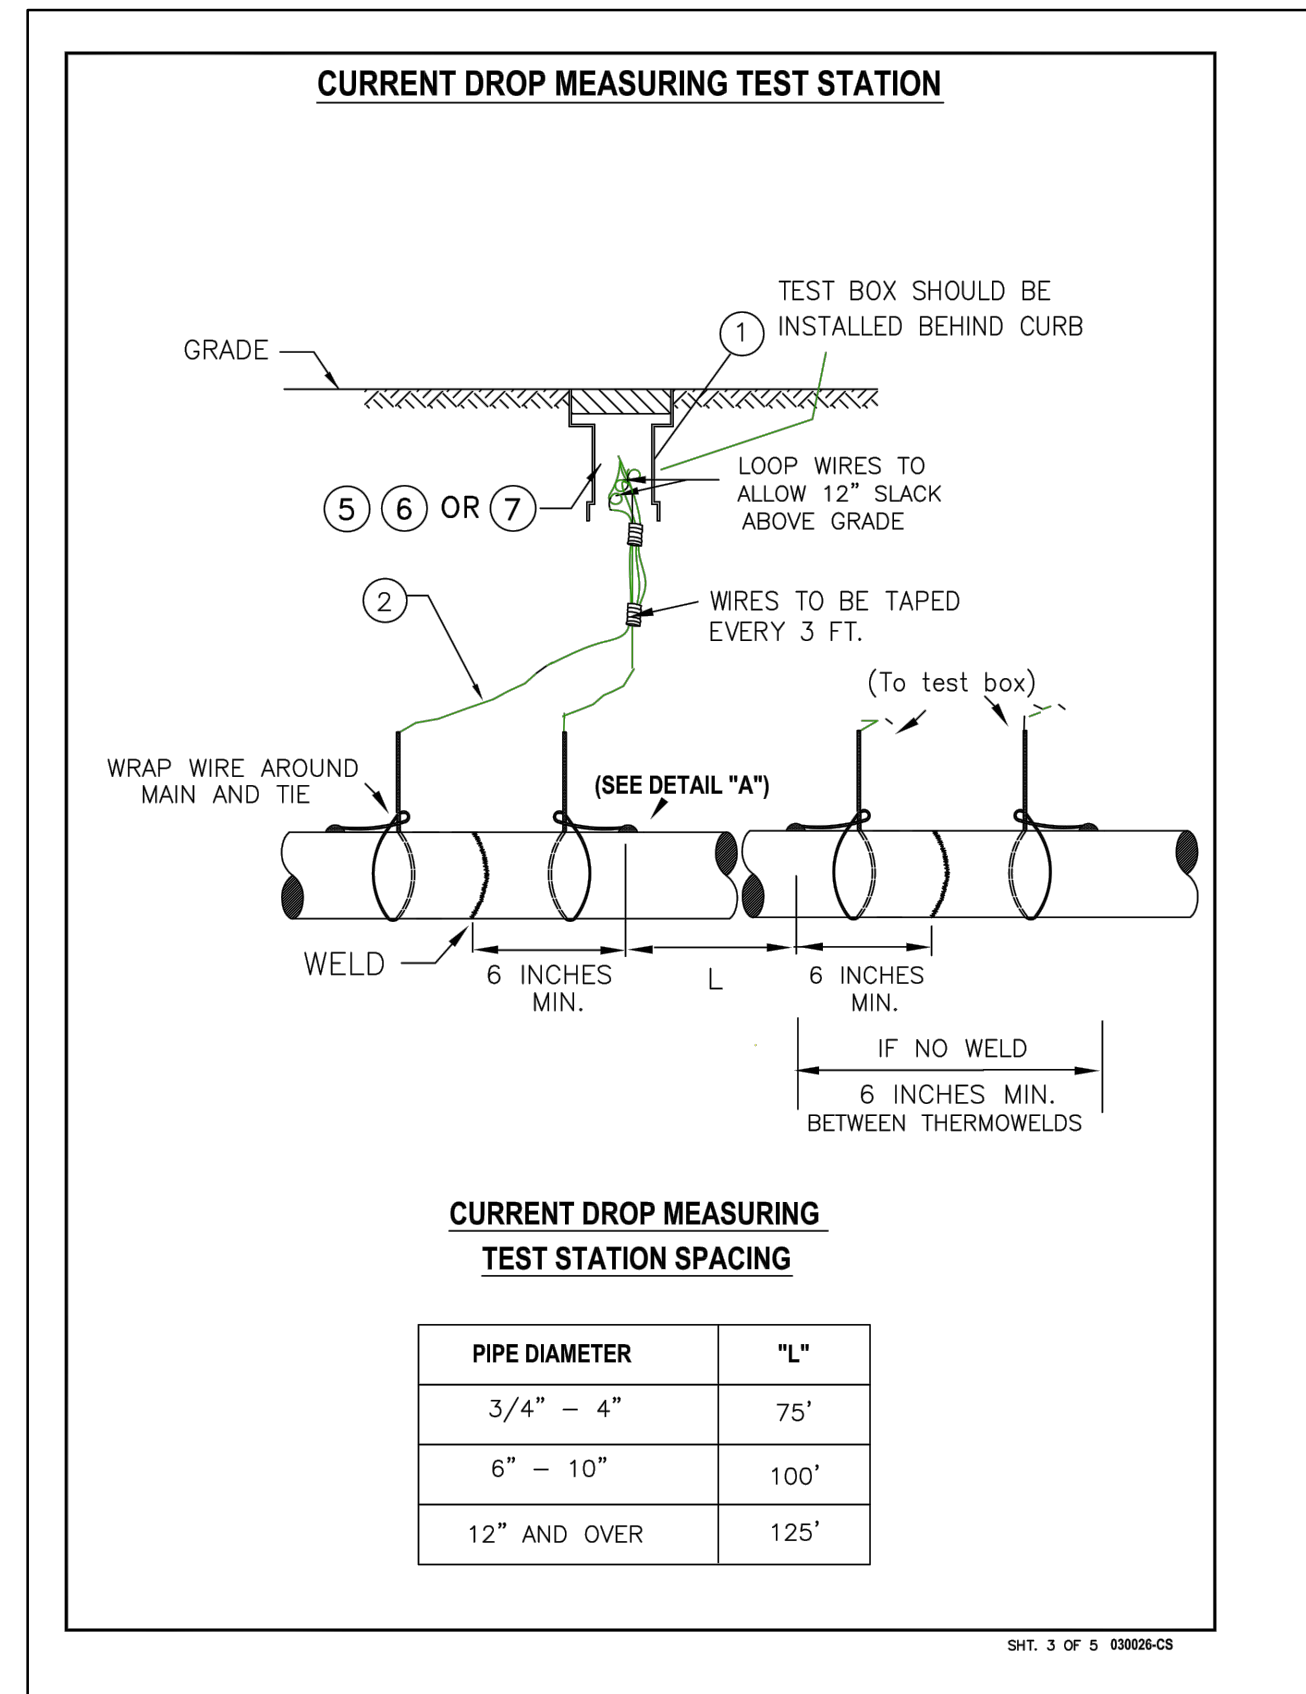 CURRENT DROP MEASURING TEST STATION
TEST BOX SHOULD BE
INSTALLED BEHIND CURB
1
GRADE
LOOP WIRES TO
ALLOW 12” SLACK
ABOVE GRADE
5 6 OR 7
2
WIRES TO BE TAPED
EVERY 3 FT.
(To test box)
WRAP WIRE AROUND
MAIN AND TIE
(SEE DETAIL "A")
WELD
6 INCHES
MIN.
L
6 INCHES
MIN.
IF NO WELD
6 INCHES MIN.
BETWEEN THERMOWELDS
CURRENT DROP MEASURING
TEST STATION SPACING
PIPE DIAMETER "L"
3/4” – 4” 75’
6” – 10” 100’
12” AND OVER 125’
SHT. 3 OF 5 030026-CS